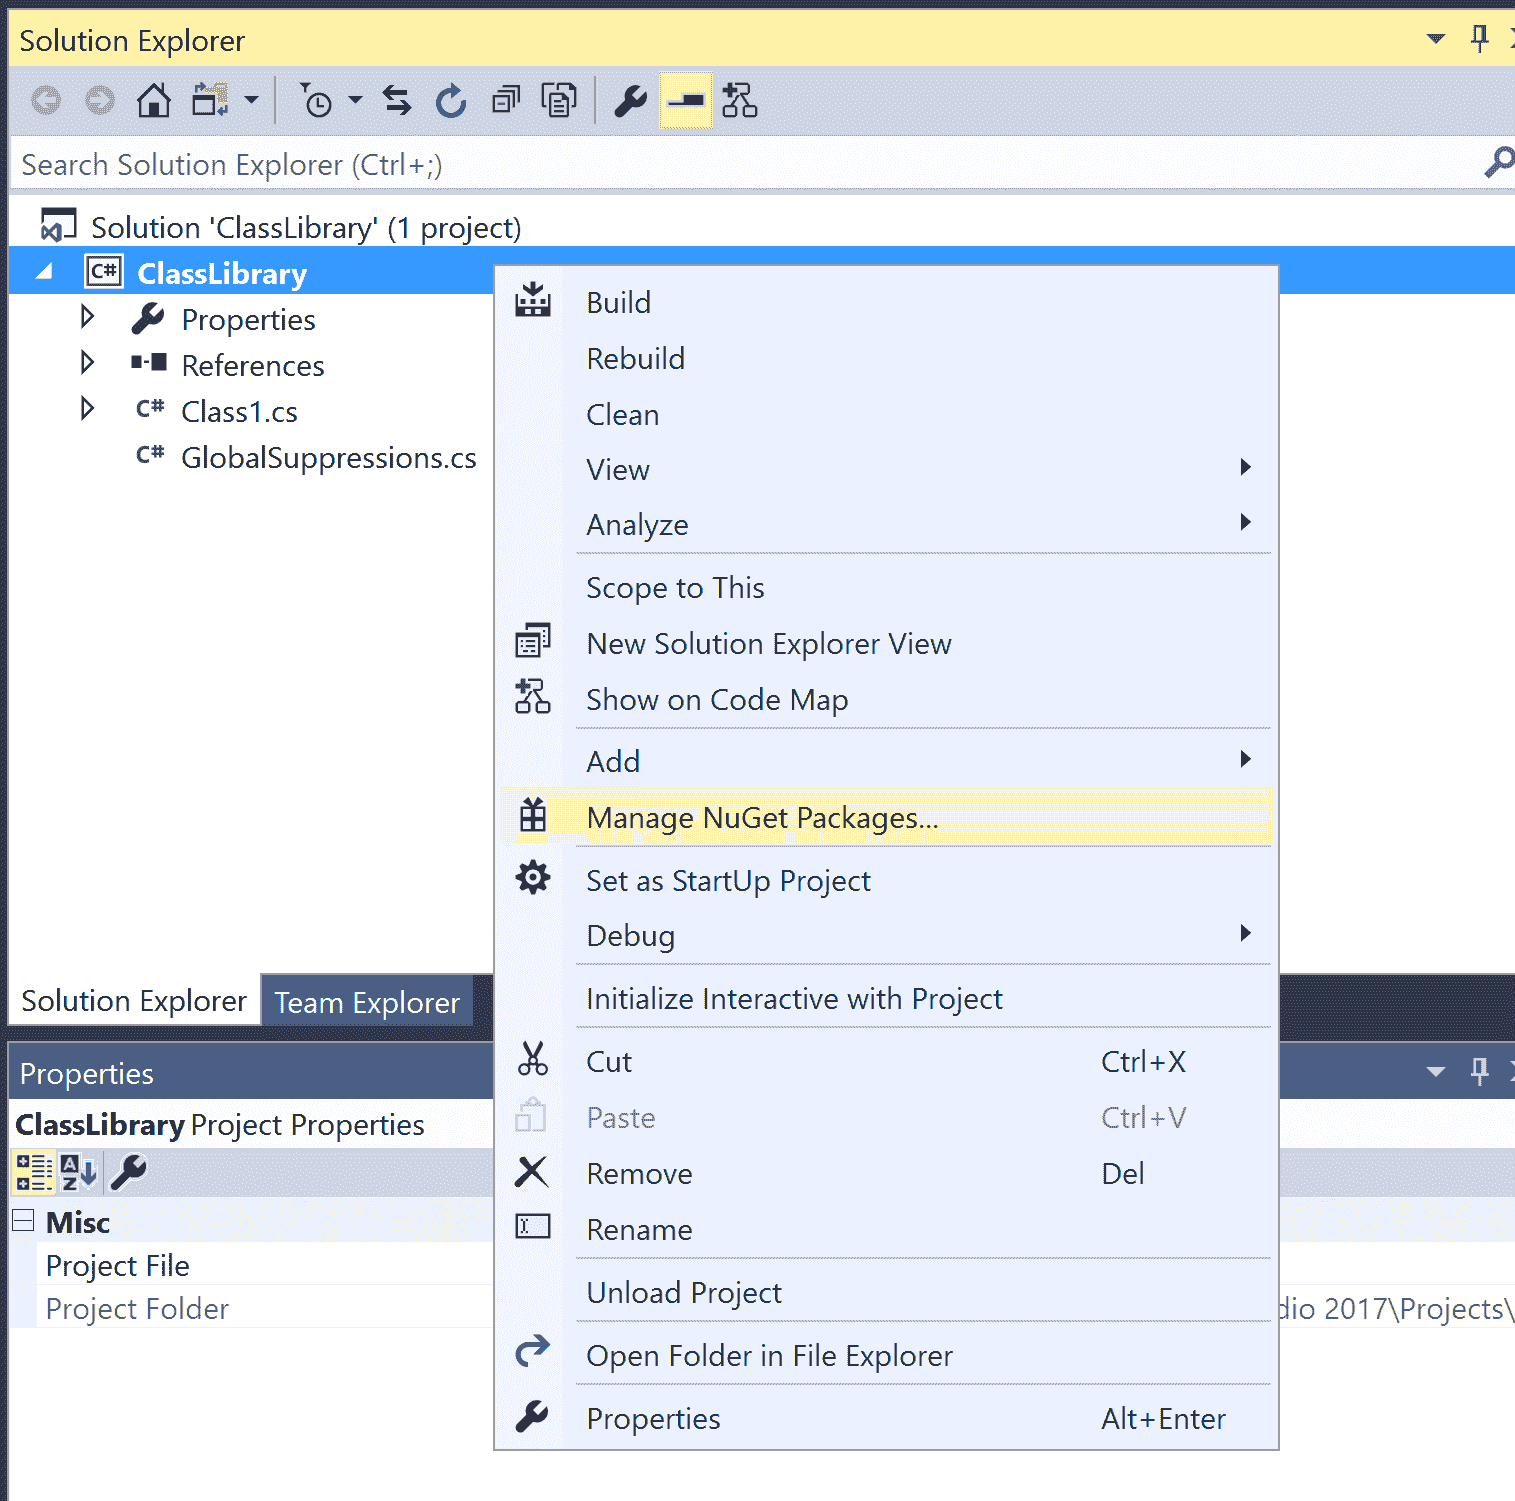 Solution Explorer
Search Solution Explorer (Ctrl+;)
Solution 'ClassLibrary' (1 project)
C# ClassLibrary
Properties
References
C# Class1.cs
C# GlobalSuppressions.cs
Build
Rebuild
Clean
View
Analyze
Scope to This
New Solution Explorer View
Show on Code Map
Add
Manage NuGet Packages...
Set as StartUp Project
Debug
Initialize Interactive with Project
Cut Ctrl+X
Paste Ctrl+V
Remove Del
Rename
Unload Project
Open Folder in File Explorer
Properties Alt+Enter
Solution Explorer Team Explorer
Properties
ClassLibrary Project Properties
Misc
Project File
Project Folder 2017\Projects\